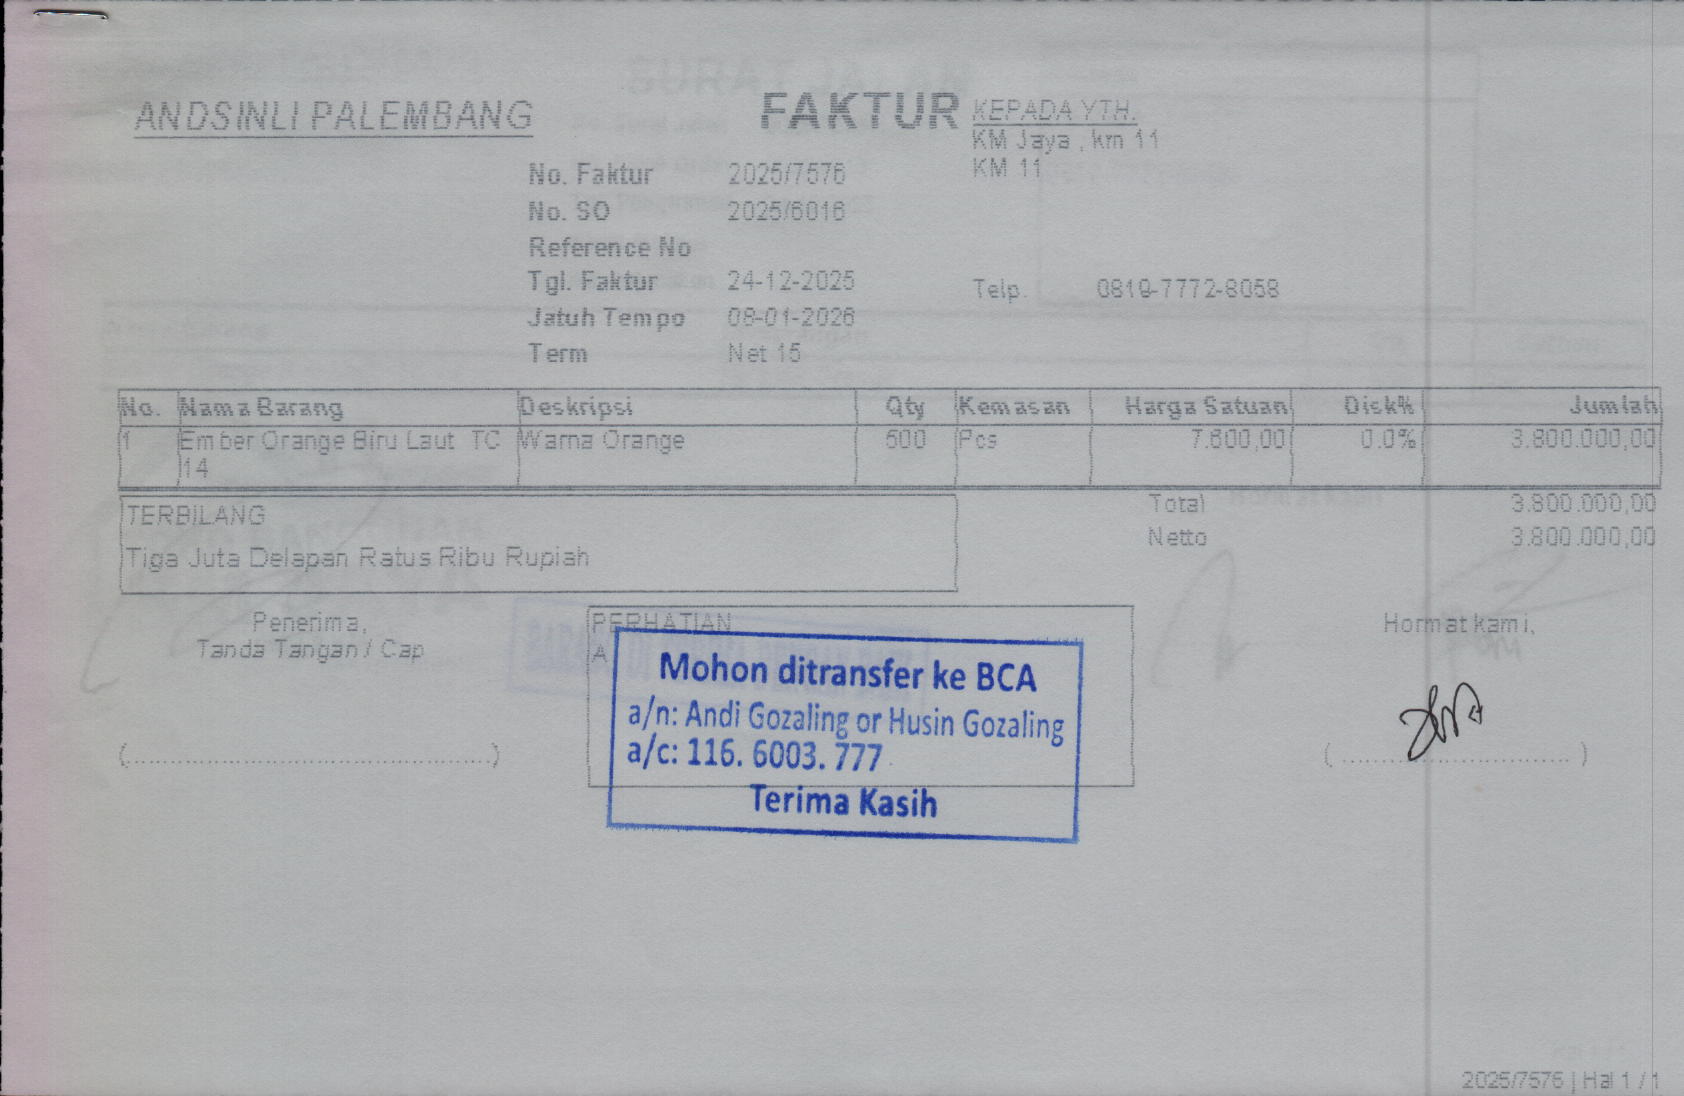 ANDSINLI PALEMBANG
FAKTUR
KEPADA YTH.
KM Jaya , km 11
KM 11
No. Faktur 2025/7576
No. SO 2025/6016
Reference No
Tgl. Faktur 24-12-2025
Telp. 0819-7772-8058
Jatuh Tempo 08-01-2026
Term Net 15
No. Nama Barang Deskripsi Qty Kemasan Harga Satuan Disk% Jumlah
1 Ember Orange Biru Laut TC Warna Orange 500 Pcs 7.600,00 0.0% 3.800.000,00
14
Total 3.800.000,00
Netto 3.800.000,00
TERBILANG
Tiga Juta Delapan Ratus Ribu Rupiah
Penerima,
Tanda Tangan / Cap
PERHATIAN
A
Mohon ditransfer ke BCA
a/n: Andi Gozaling or Husin Gozaling
a/c: 116. 6003. 777
Terima Kasih
Hormat kami,
2025/7576 | Hal 1 / 1